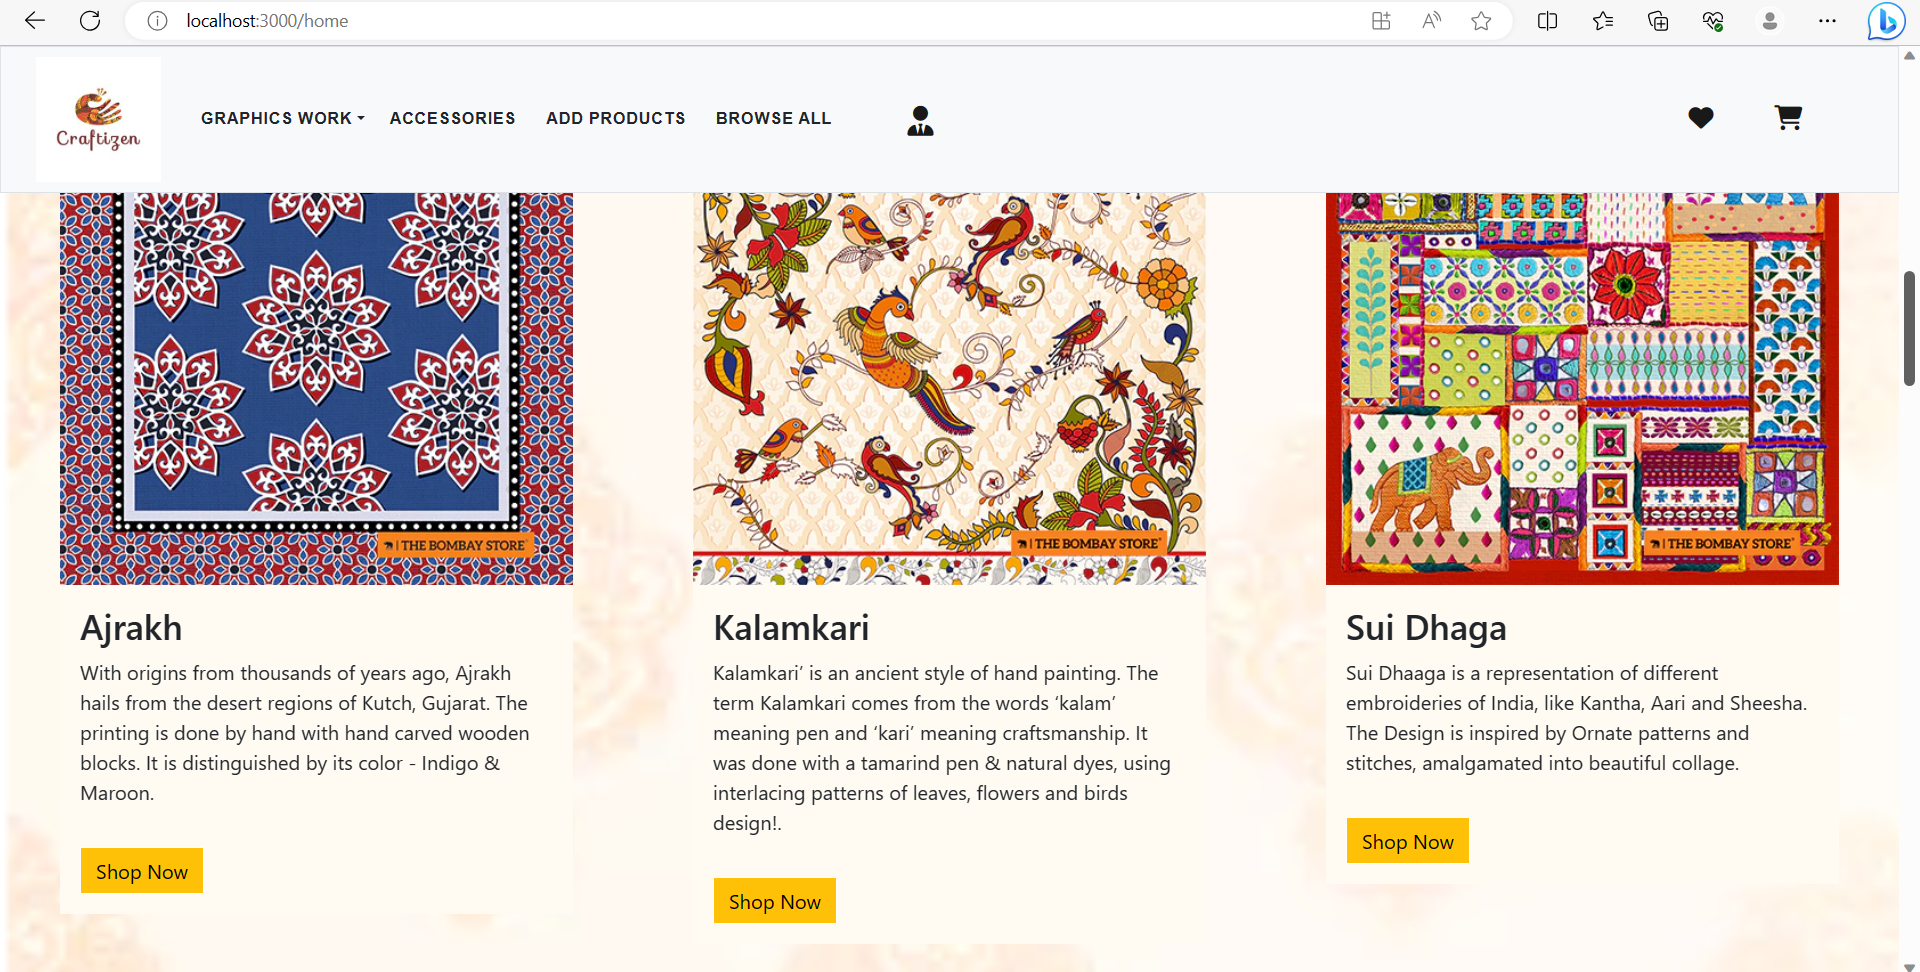 localhost:3000/home
Craftizen
GRAPHICS WORK
ACCESSORIES
ADD PRODUCTS
BROWSE ALL
THE BOMBAY STORE
Ajrakh
With origins from thousands of years ago, Ajrakh
hails from the desert regions of Kutch, Gujarat. The
printing is done by hand with hand carved wooden
blocks. It is distinguished by its color - Indigo &
Maroon.
Shop Now
THE BOMBAY STORE
Kalamkari
Kalamkari’ is an ancient style of hand painting. The
term Kalamkari comes from the words ‘kalam’
meaning pen and ‘kari’ meaning craftsmanship. It
was done with a tamarind pen & natural dyes, using
interlacing patterns of leaves, flowers and birds
design!.
Shop Now
THE BOMBAY STORE
Sui Dhaga
Sui Dhaaga is a representation of different
embroideries of India, like Kantha, Aari and Sheesha.
The Design is inspired by Ornate patterns and
stitches, amalgamated into beautiful collage.
Shop Now